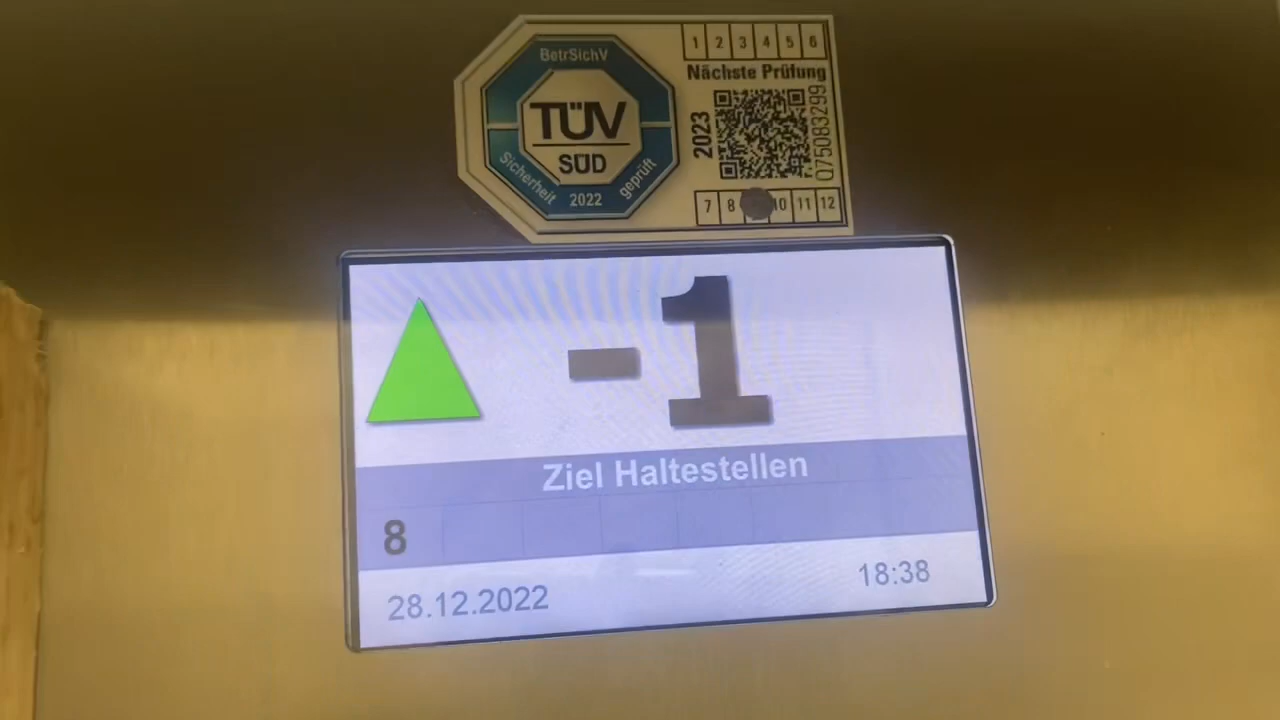 BetrSichV
TÜV
SÜD
Sicherheit
geprüft
2022
1 2 3 4 5 6
Nächste Prüfung
2023
Q75083299
7 8 10 11 12
-1
Ziel Haltestellen
8
28.12.2022
18:38